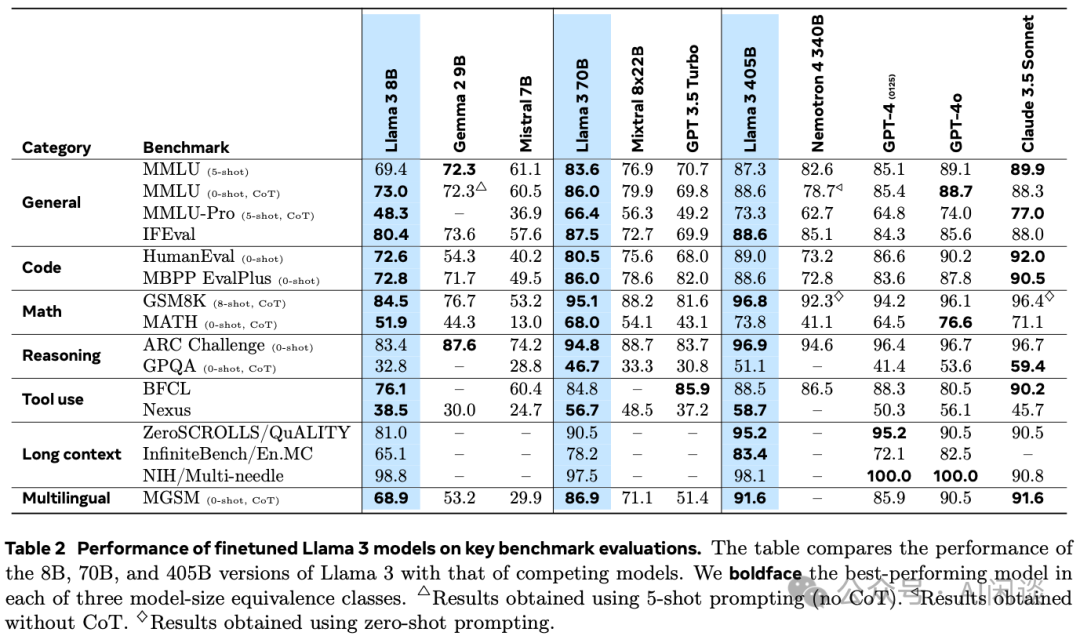 Category Benchmark Llama 3 8B Gemma 2 9B Mistral 7B Llama 3 70B Mixtral 8x22B GPT 3.5 Turbo Llama 3 405B Nemotron 4 340B GPT-4 (0125) GPT-4o Claude 3.5 Sonnet
General
MMLU (5-shot) 69.4 72.3 61.1 83.6 76.9 70.7 87.3 82.6 85.1 89.1 89.9
MMLU (0-shot, CoT) 73.0 72.3△ 60.5 86.0 79.9 69.8 88.6 78.7◁ 85.4 88.7 88.3
MMLU-Pro (5-shot, CoT) 48.3 – 36.9 66.4 56.3 49.2 73.3 62.7 64.8 74.0 77.0
IFEval 80.4 73.6 57.6 87.5 72.7 69.9 88.6 85.1 84.3 85.6 88.0
Code
HumanEval (0-shot) 72.6 54.3 40.2 80.5 75.6 68.0 89.0 73.2 86.6 90.2 92.0
MBPP EvalPlus (0-shot) 72.8 71.7 49.5 86.0 78.6 82.0 88.6 72.8 83.6 87.8 90.5
Math
GSM8K (8-shot, CoT) 84.5 76.7 53.2 95.1 88.2 81.6 96.8 92.3◇ 94.2 96.1 96.4◇
MATH (0-shot, CoT) 51.9 44.3 13.0 68.0 54.1 43.1 73.8 41.1 64.5 76.6 71.1
Reasoning
ARC Challenge (0-shot) 83.4 87.6 74.2 94.8 88.7 83.7 96.9 94.6 96.4 96.7 96.7
GPQA (0-shot, CoT) 32.8 – 28.8 46.7 33.3 30.8 51.1 – 41.4 53.6 59.4
Tool use
BFCL 76.1 – 60.4 84.8 – 85.9 88.5 86.5 88.3 80.5 90.2
Nexus 38.5 30.0 24.7 56.7 48.5 37.2 58.7 – 50.3 56.1 45.7
Long context
ZeroSCROLLS/QuALITY 81.0 – – 90.5 – – 95.2 – 95.2 90.5 90.5
InfiniteBench/En.MC 65.1 – – 78.2 – – 83.4 – 72.1 82.5 –
NIH/Multi-needle 98.8 – – 97.5 – – 98.1 – 100.0 100.0 90.8
Multilingual
MGSM (0-shot, CoT) 68.9 53.2 29.9 86.9 71.1 51.4 91.6 – 85.9 90.5 91.6
Table 2 Performance of finetuned Llama 3 models on key benchmark evaluations. The table compares the performance of
the 8B, 70B, and 405B versions of Llama 3 with that of competing models. We boldface the best-performing model in
each of three model-size equivalence classes. △Results obtained using 5-shot prompting (no CoT). ◁Results obtained
without CoT. ◇Results obtained using zero-shot prompting.
公众号 · AI闲谈